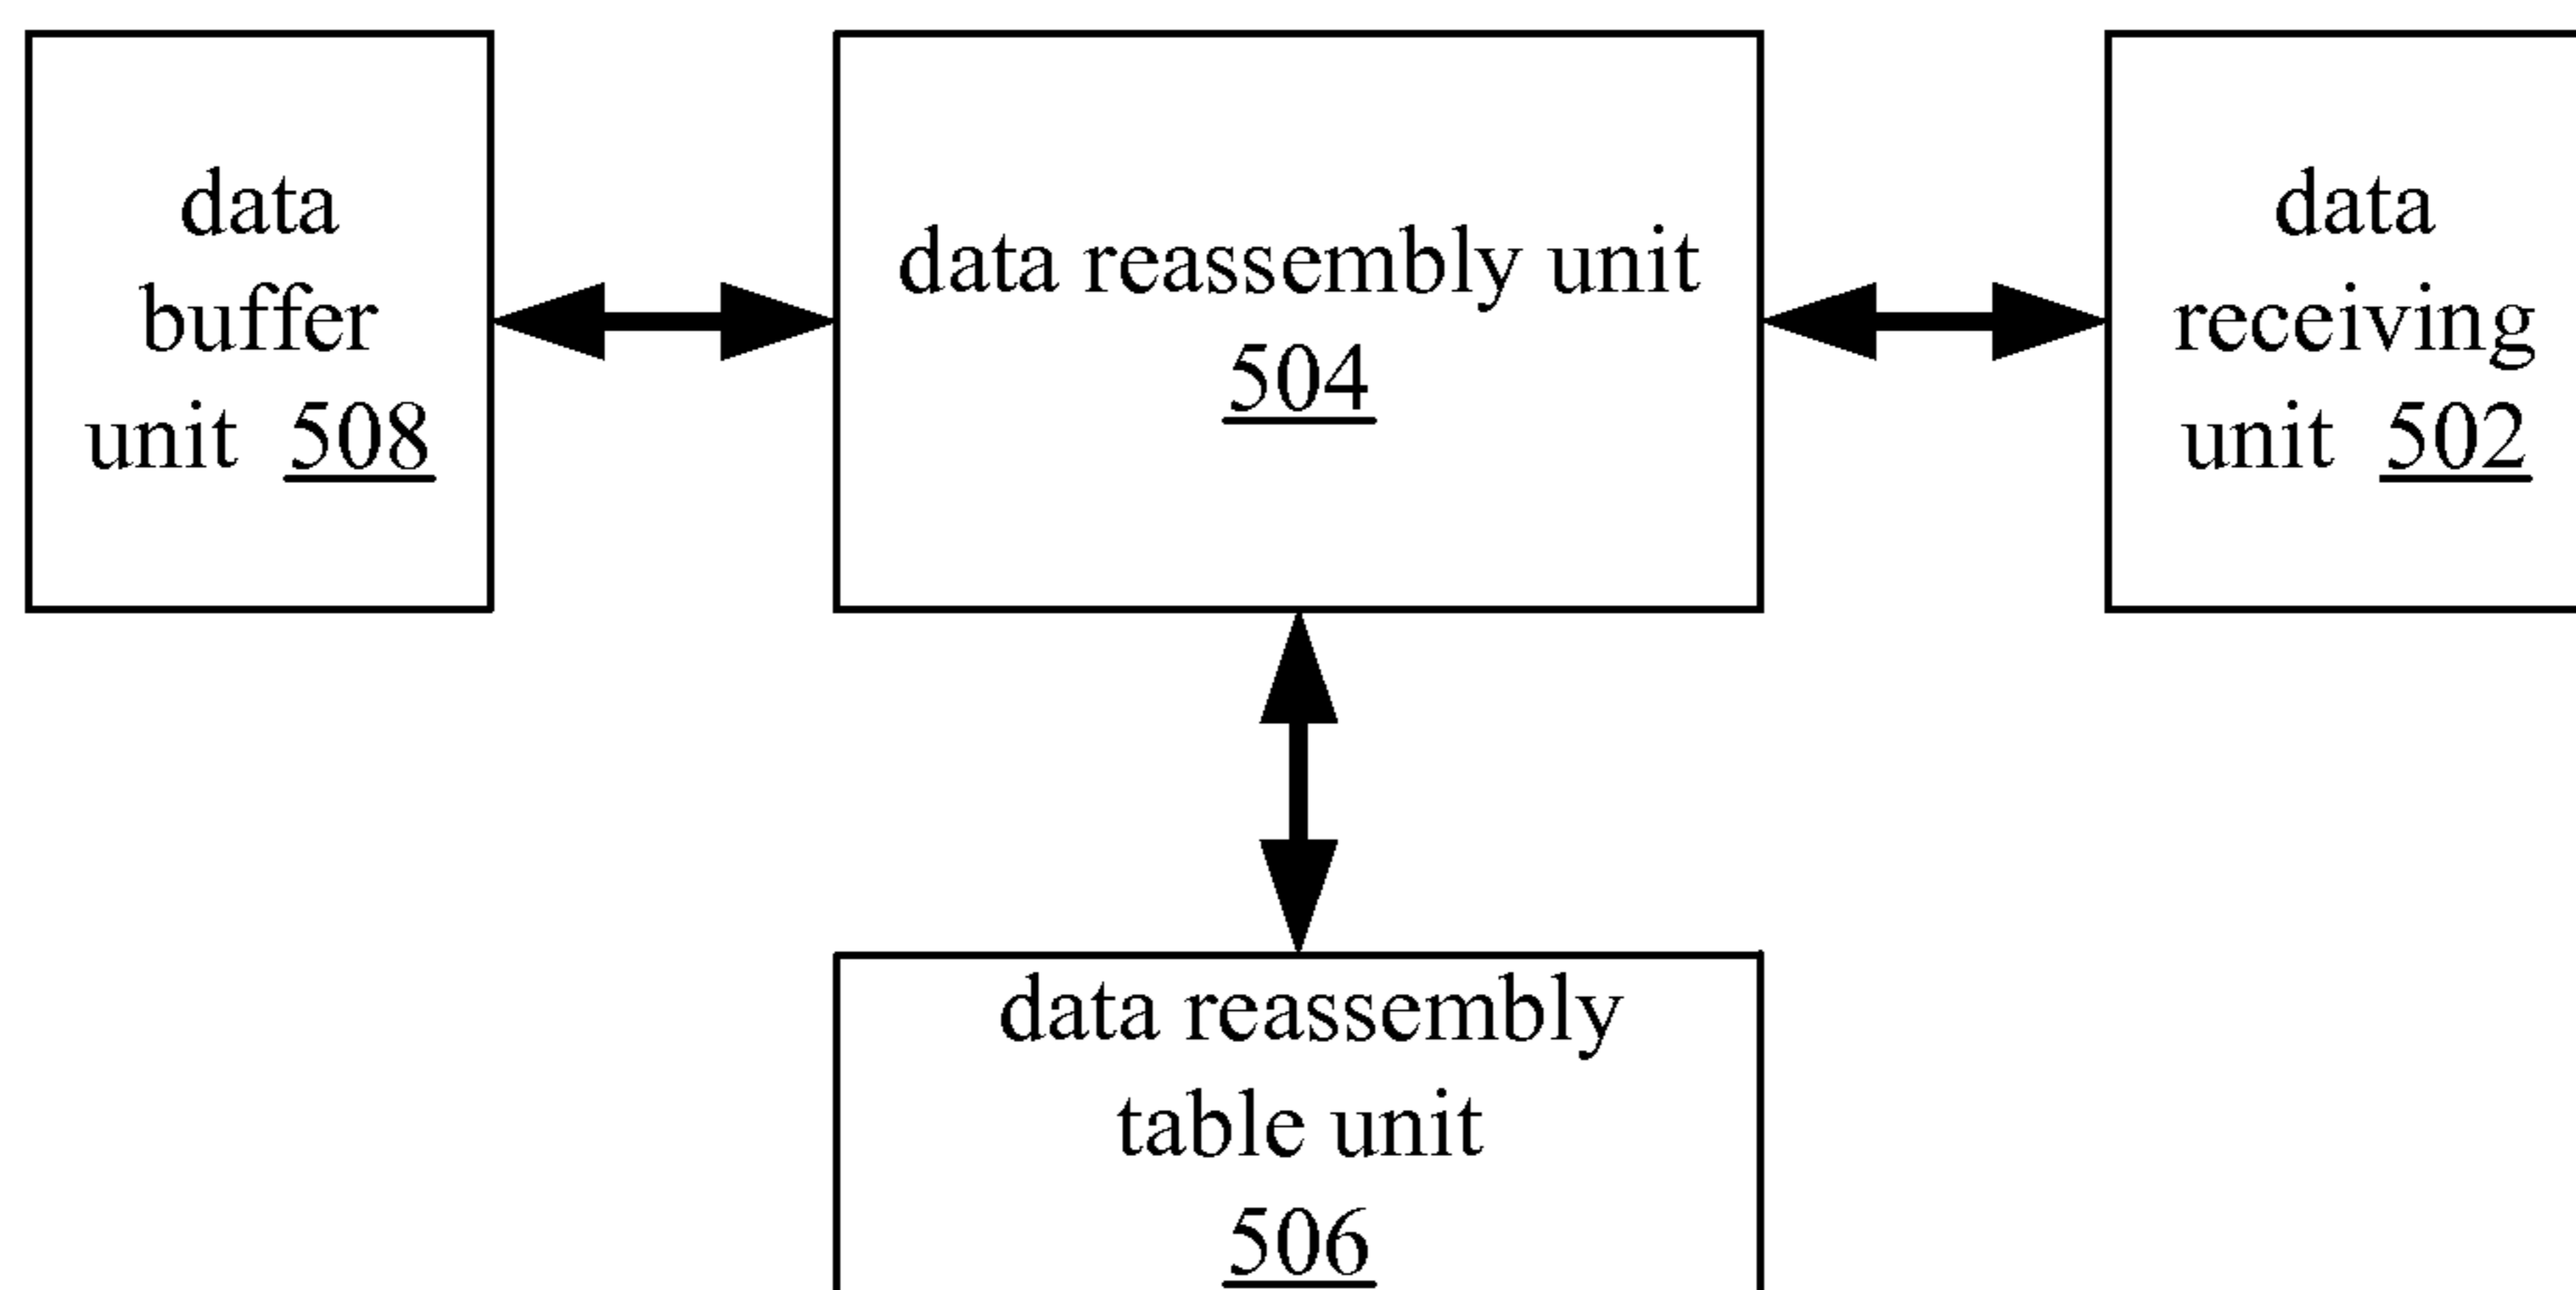 data
buffer
unit 508
data reassembly unit
504
data
receiving
unit 502
data reassembly
table unit
506